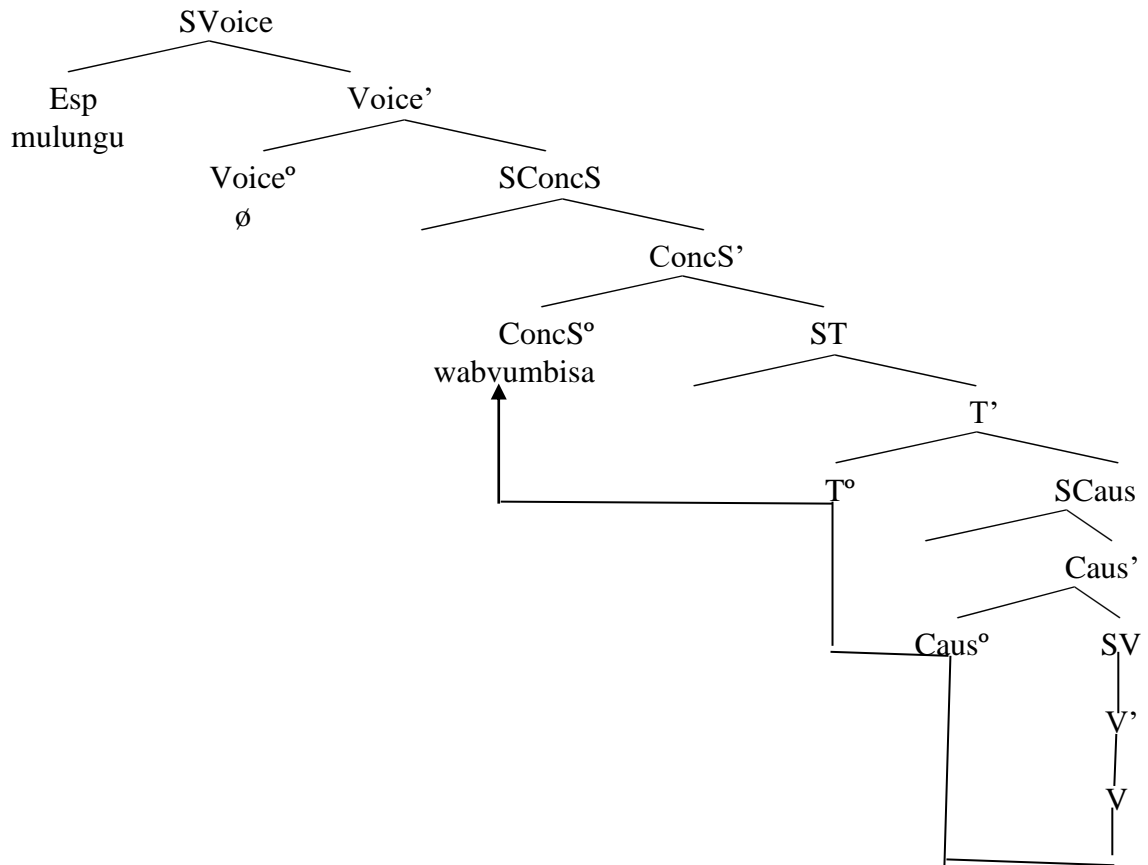 SVoice
Esp Voice’
mulungu
Voiceº SConcS
ø
ConcS’
ConcSº ST
wabvumbisa
T’
Tº SCaus
Caus’
Causº SV
V’
V